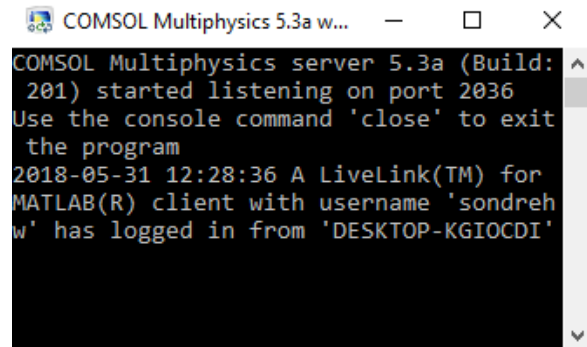 COMSOL Multiphysics 5.3a w...
COMSOL Multiphysics server 5.3a (Build:
 201) started listening on port 2036
Use the console command 'close' to exit
 the program
2018-05-31 12:28:36 A LiveLink(TM) for
MATLAB(R) client with username 'sondreh
w' has logged in from 'DESKTOP-KGIOCDI'